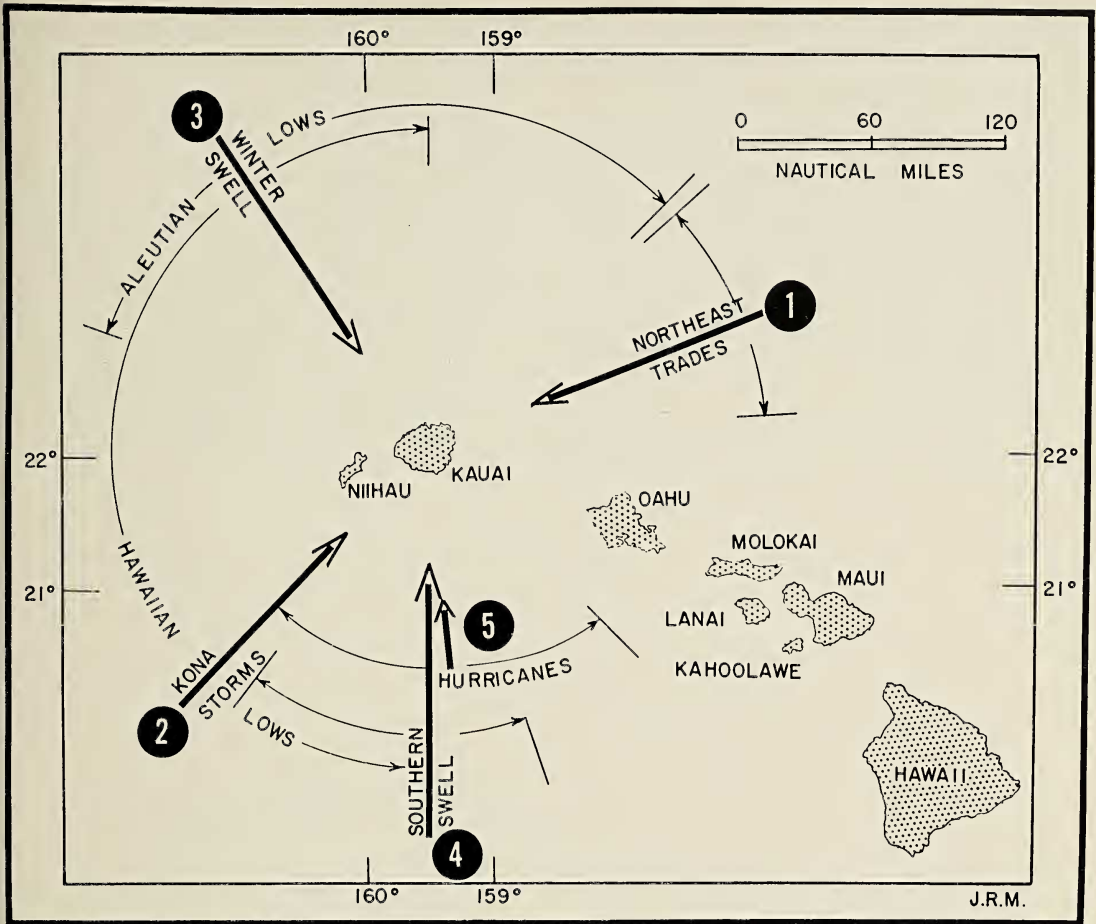 160° 159°
3
WINTER
SWELL
LOWS
0 60 120
NAUTICAL MILES
ALEUTIAN
1
NORTHEAST
TRADES
22°
22°
NIIHAU
KAUAI
OAHU
MOLOKAI
MAUI
LANAI
KAHOOLAWE
21°
21°
HAWAIIAN
KONA
STORMS
2
LOWS
5
HURRICANES
SOUTHERN
SWELL
4
HAWAII
160° 159°
J.R.M.